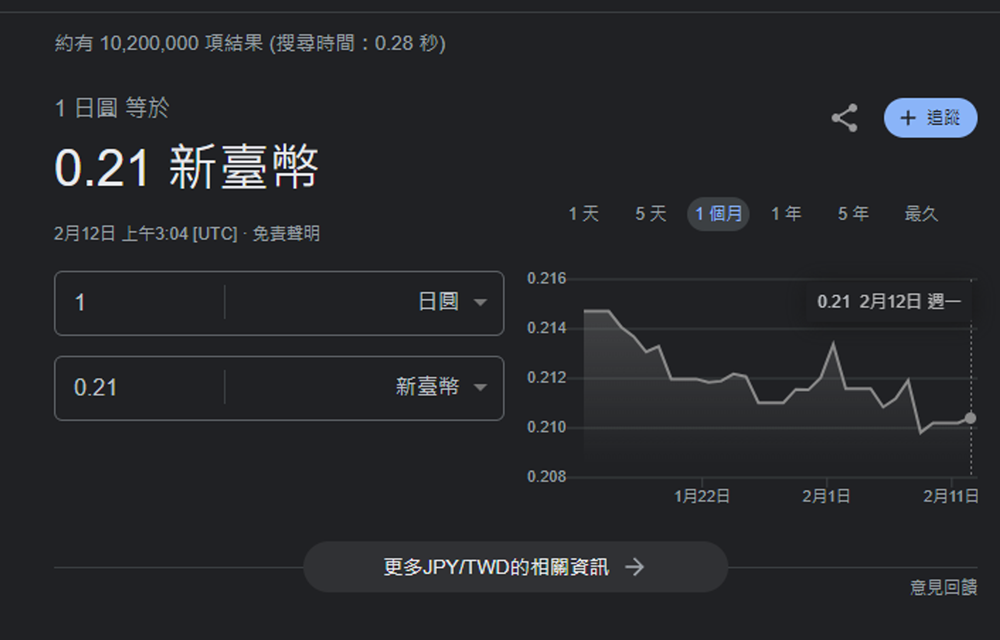 約有 10,200,000 項結果 (搜尋時間：0.28 秒)
1 日圓 等於
0.21 新臺幣
2月12日 上午3:04 [UTC] · 免責聲明
+ 追蹤
1 天 5 天 1 個月 1 年 5 年 最久
1 日圓
0.21 新臺幣
0.216
0.214
0.212
0.210
0.208
0.21 2月12日 週一
1月22日 2月1日 2月11日
更多JPY/TWD的相關資訊 →
意見回饋